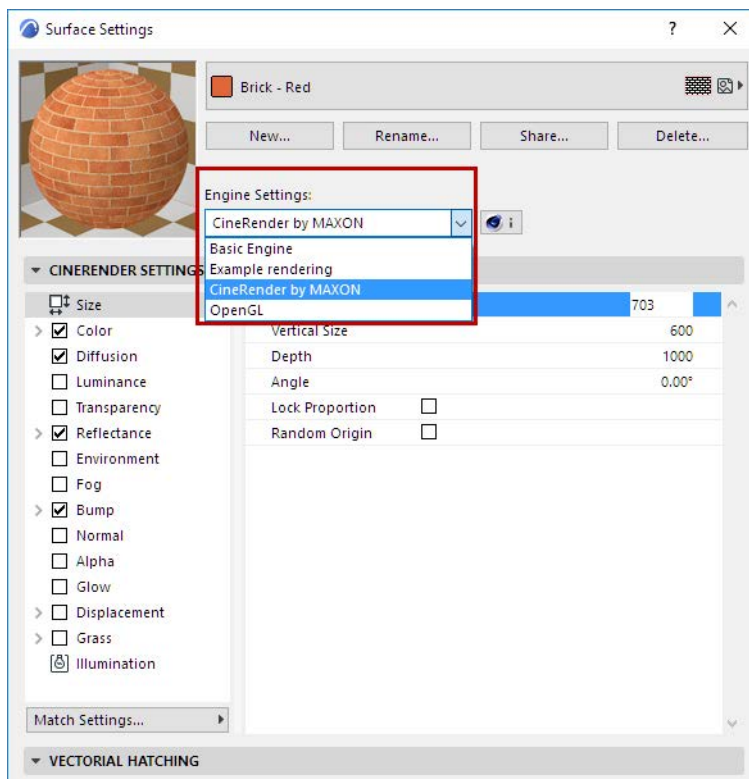 Surface Settings ?
Brick - Red
New... Rename... Share... Delete...
Engine Settings:
CineRender by MAXON i
Basic Engine
Example rendering
CineRender by MAXON
OpenGL
CINERENDER SETTINGS
Size 703
Color Vertical Size 600
Diffusion Depth 1000
Luminance Angle 0.00°
Transparency Lock Proportion
Reflectance Random Origin
Environment
Fog
Bump
Normal
Alpha
Glow
Displacement
Grass
Illumination
Match Settings...
VECTORIAL HATCHING